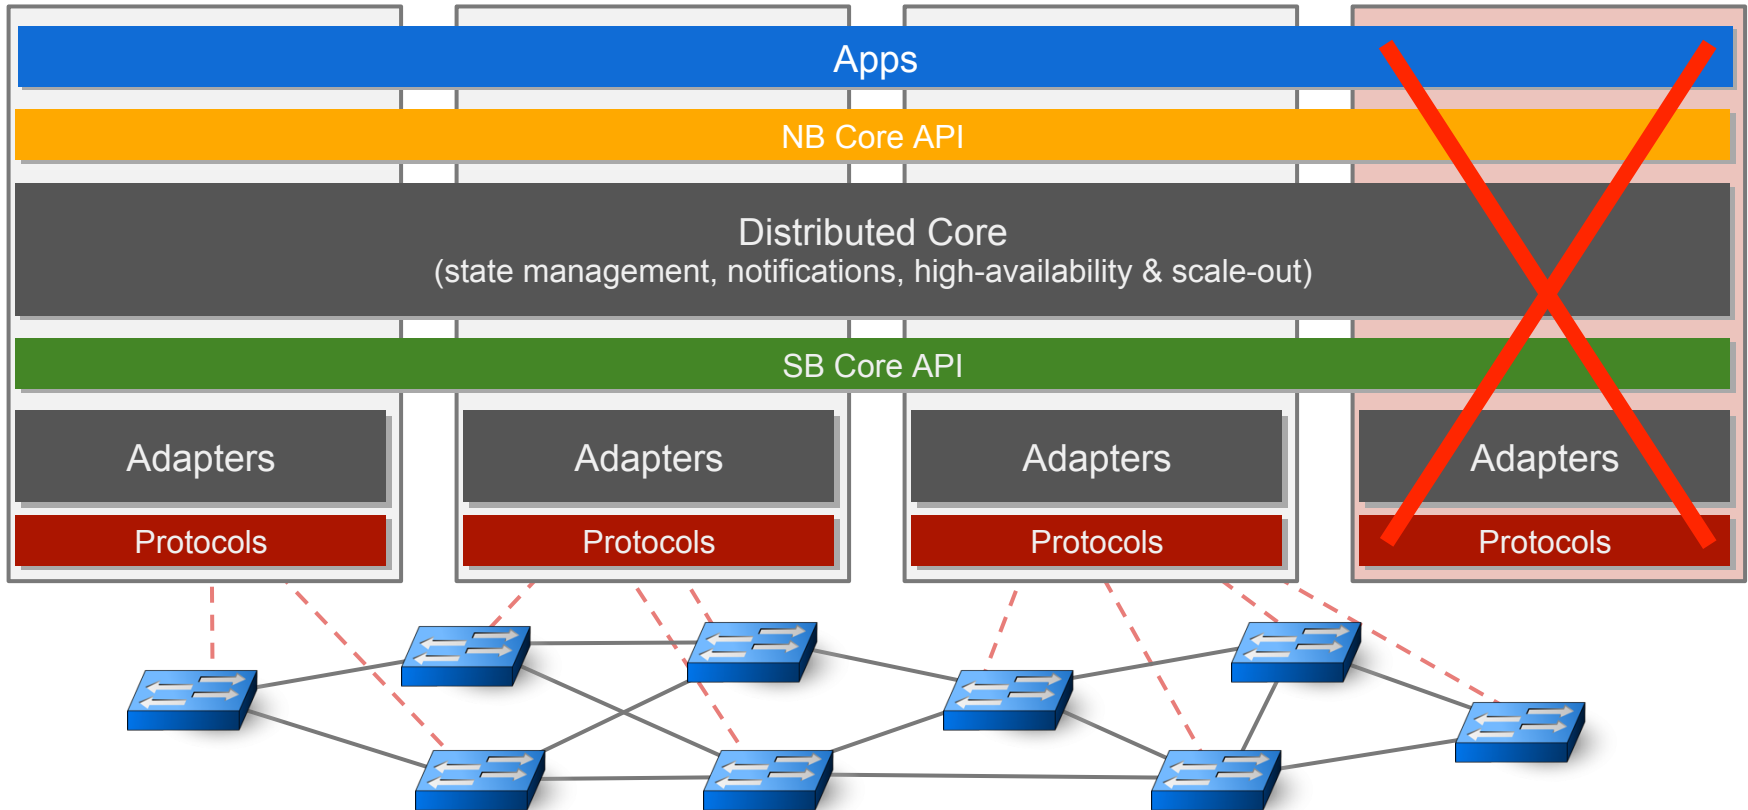 Apps
NB Core API
Distributed Core
(state management, notifications, high-availability & scale-out)
SB Core API
Adapters
Adapters
Adapters
Adapters
Protocols
Protocols
Protocols
Protocols